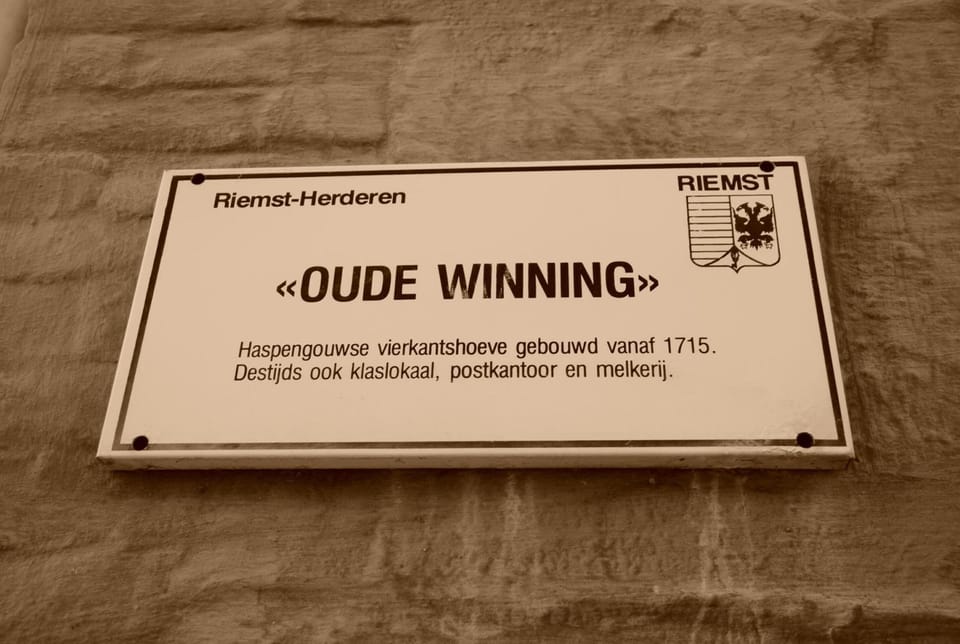 Riemst-Herderen
RIEMST
«OUDE WINNING»
Haspengouwse vierkantshoeve gebouwd vanaf 1715.
Destijds ook klaslokaal, postkantoor en melkerij.